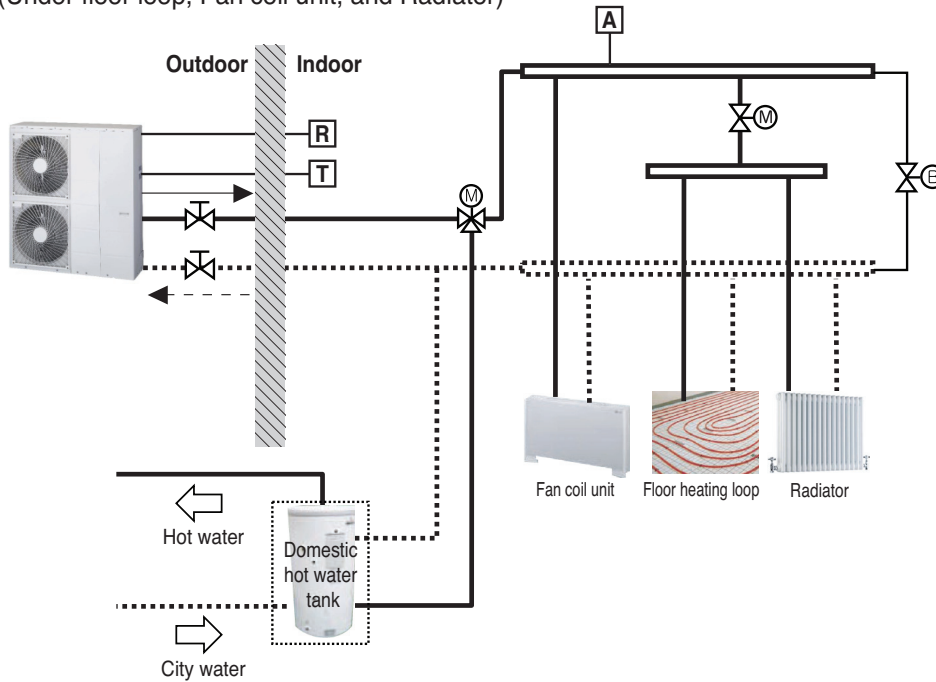 (Under floor loop, Fan coil unit, and Radiator)
A
Outdoor Indoor
R
M
T
B
M
Fan coil unit Floor heating loop Radiator
Hot water
Domestic
hot water
tank
City water